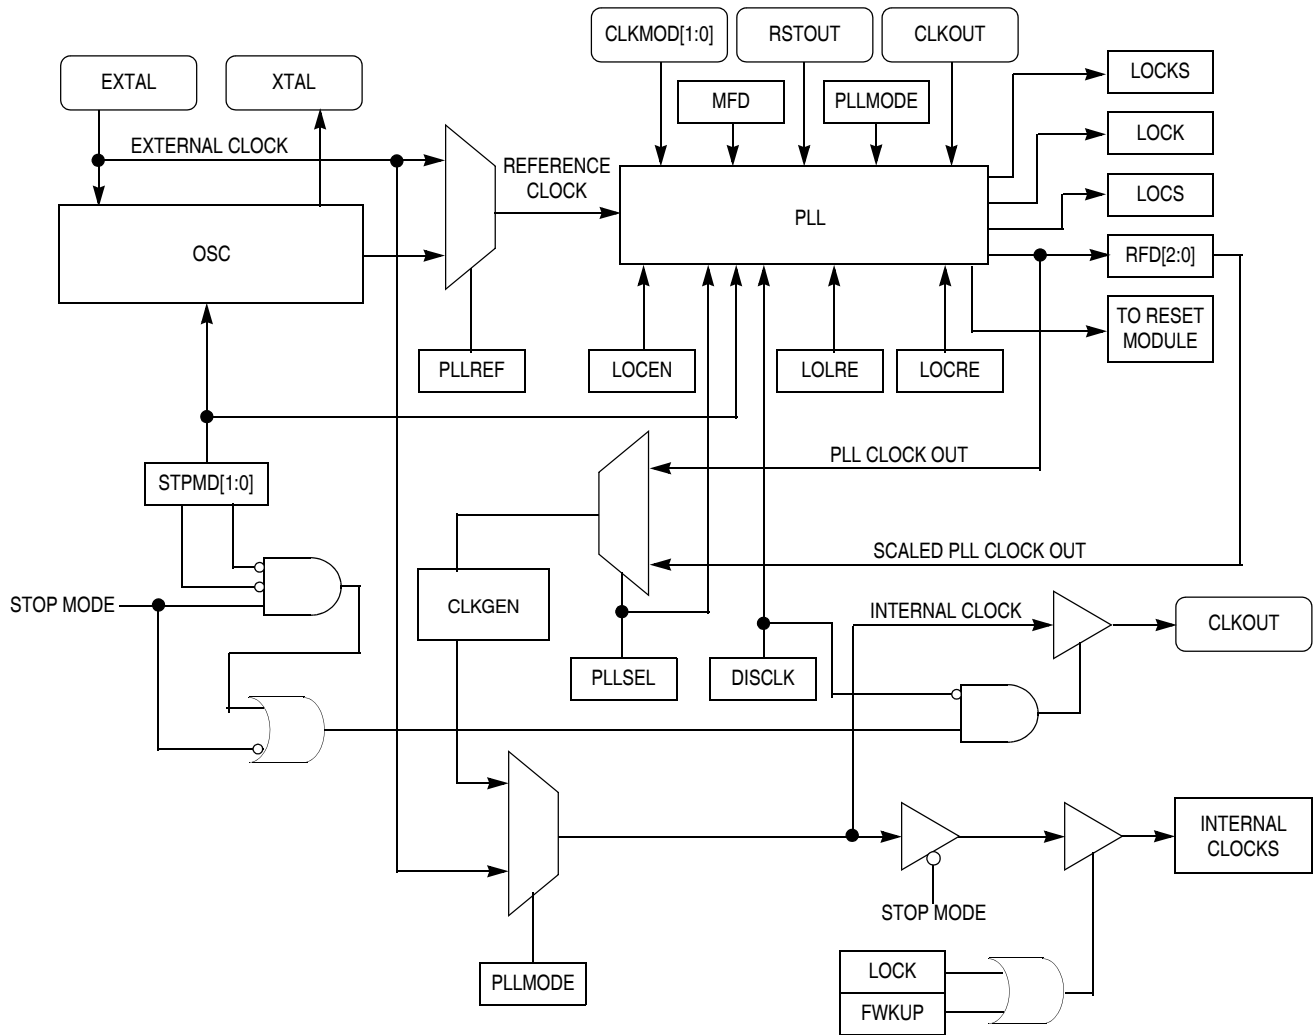 CLKMOD[1:0]
RSTOUT
CLKOUT
EXTAL
XTAL
LOCKS
MFD
PLLMODE
LOCK
EXTERNAL CLOCK
REFERENCE
CLOCK
LOCS
PLL
OSC
RFD[2:0]
TO RESET
MODULE
PLLREF
LOCEN
LOLRE
LOCRE
PLL CLOCK OUT
STPMD[1:0]
SCALED PLL CLOCK OUT
STOP MODE
CLKGEN
INTERNAL CLOCK
CLKOUT
PLLSEL
DISCLK
INTERNAL
CLOCKS
STOP MODE
LOCK
PLLMODE
FWKUP